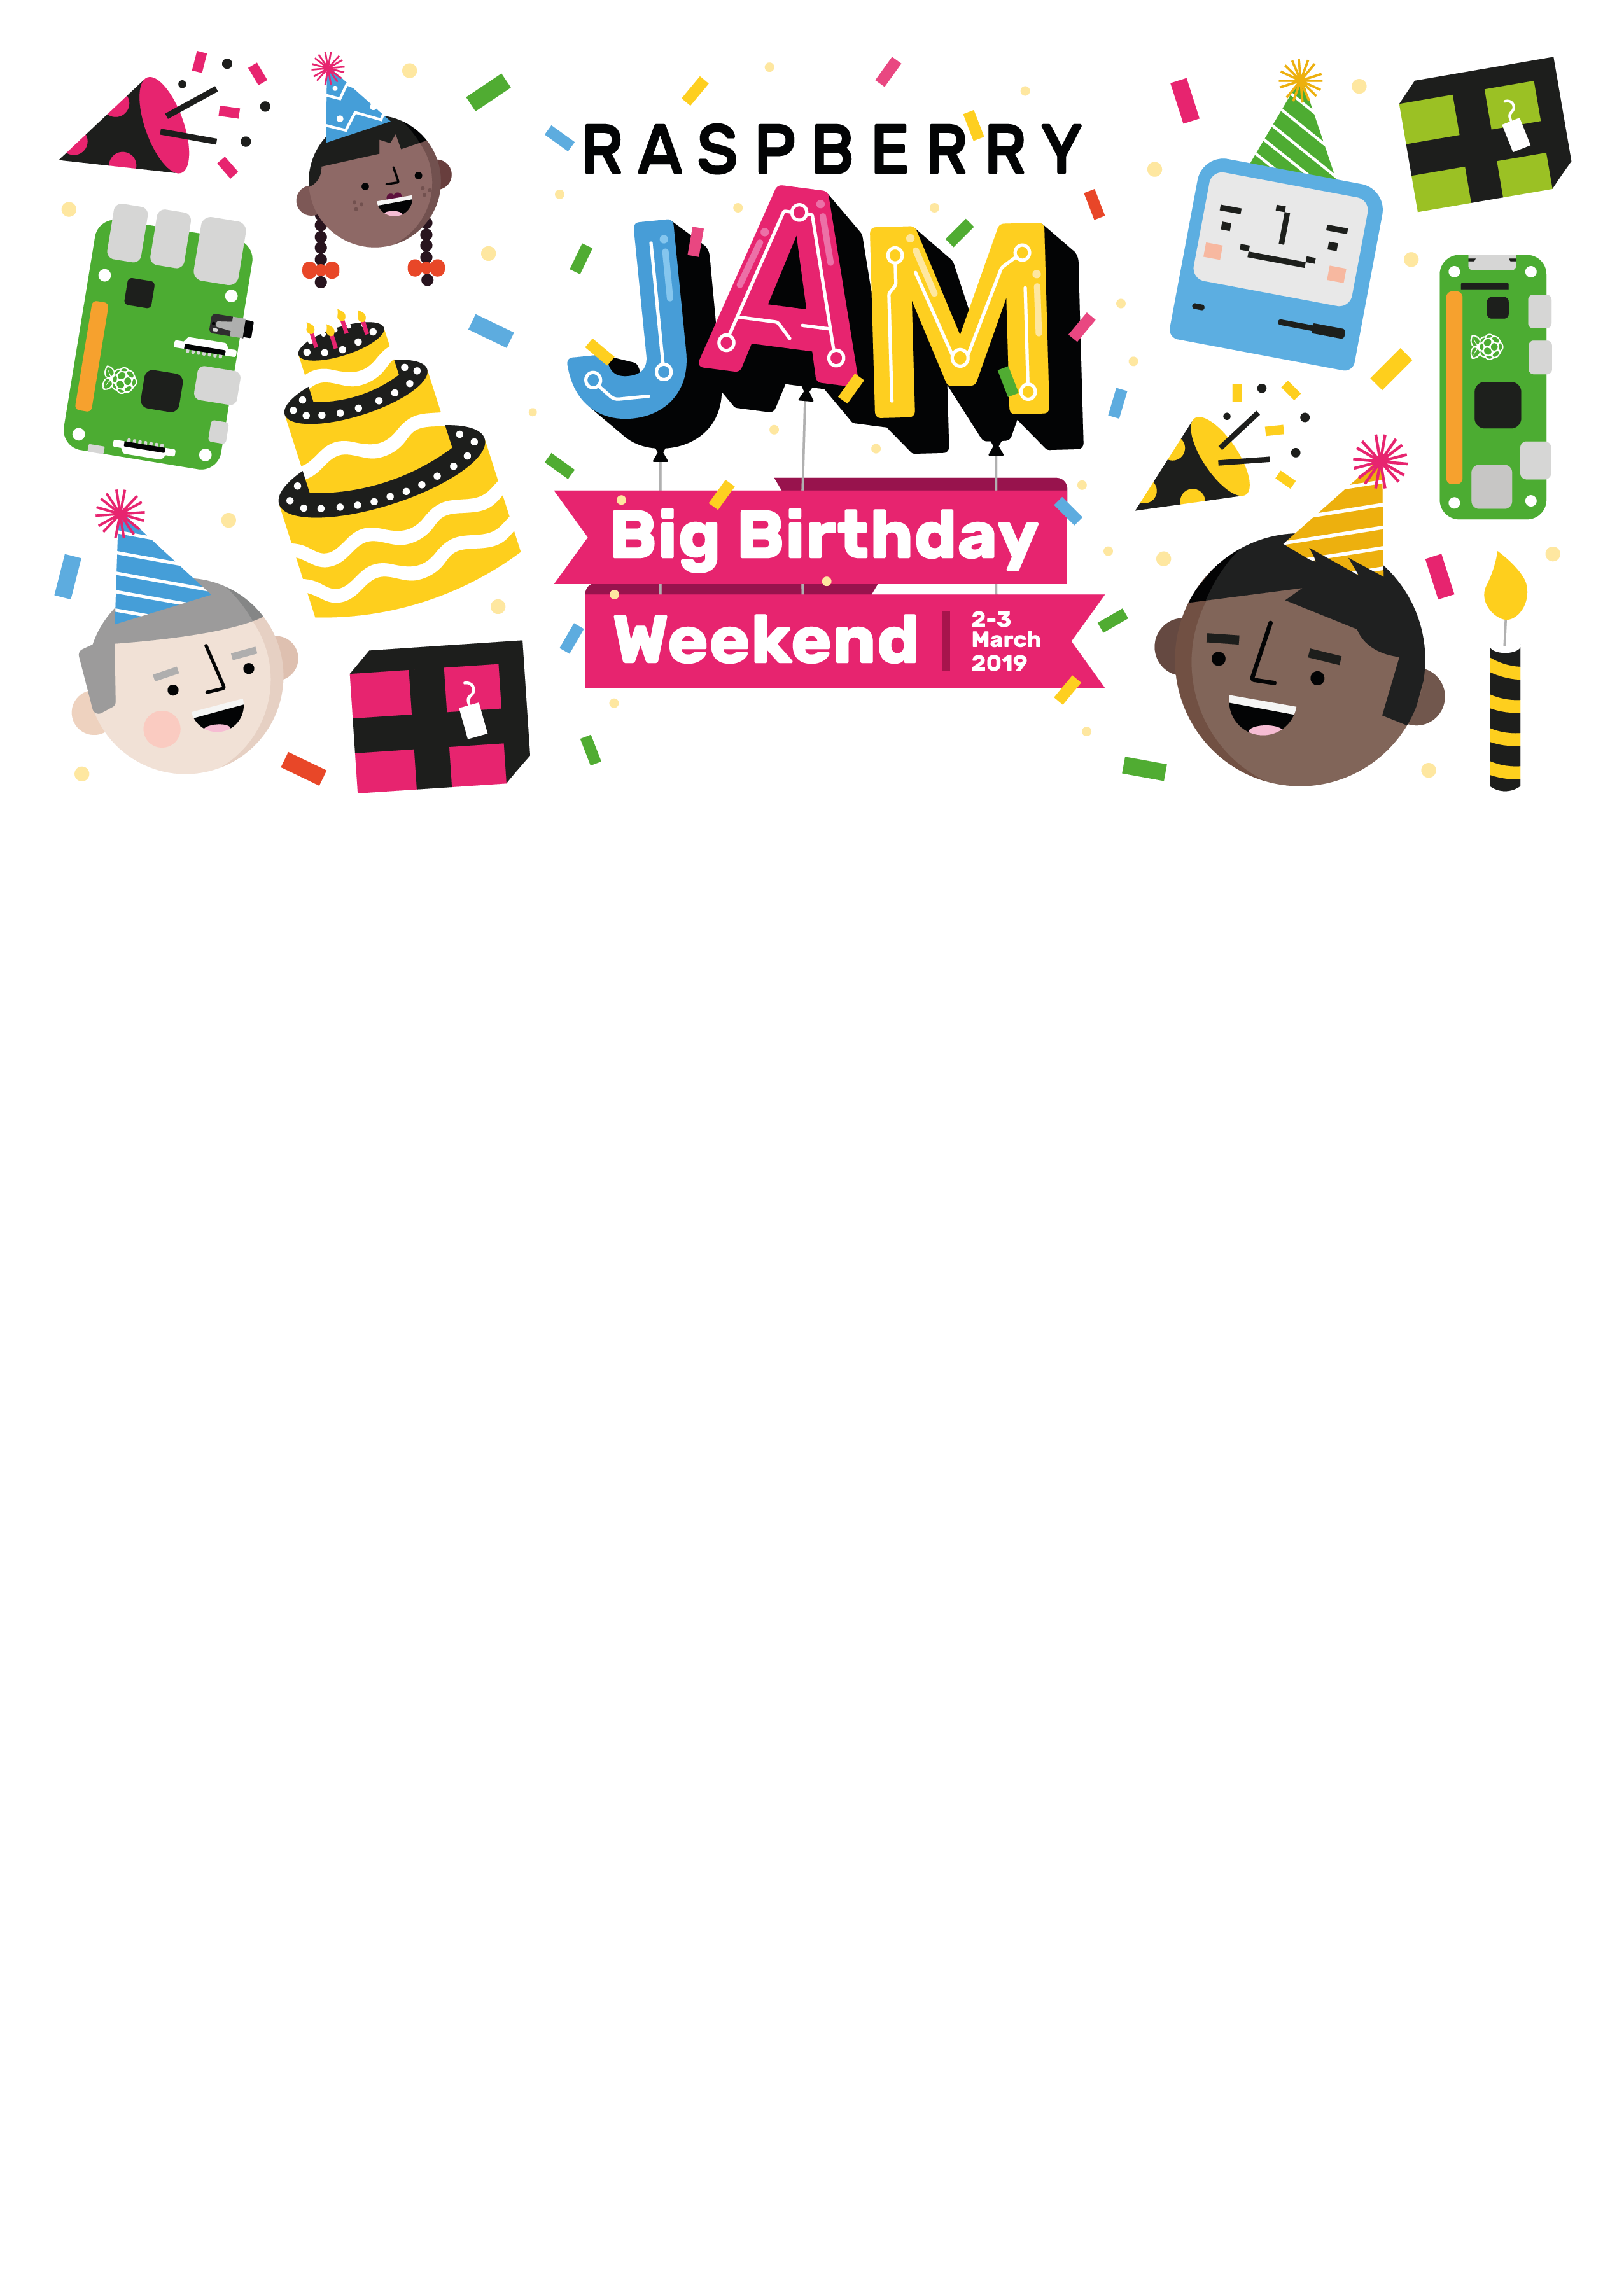 RASPBERRY
JAM
Big Birthday
Weekend
2-3
March
2019